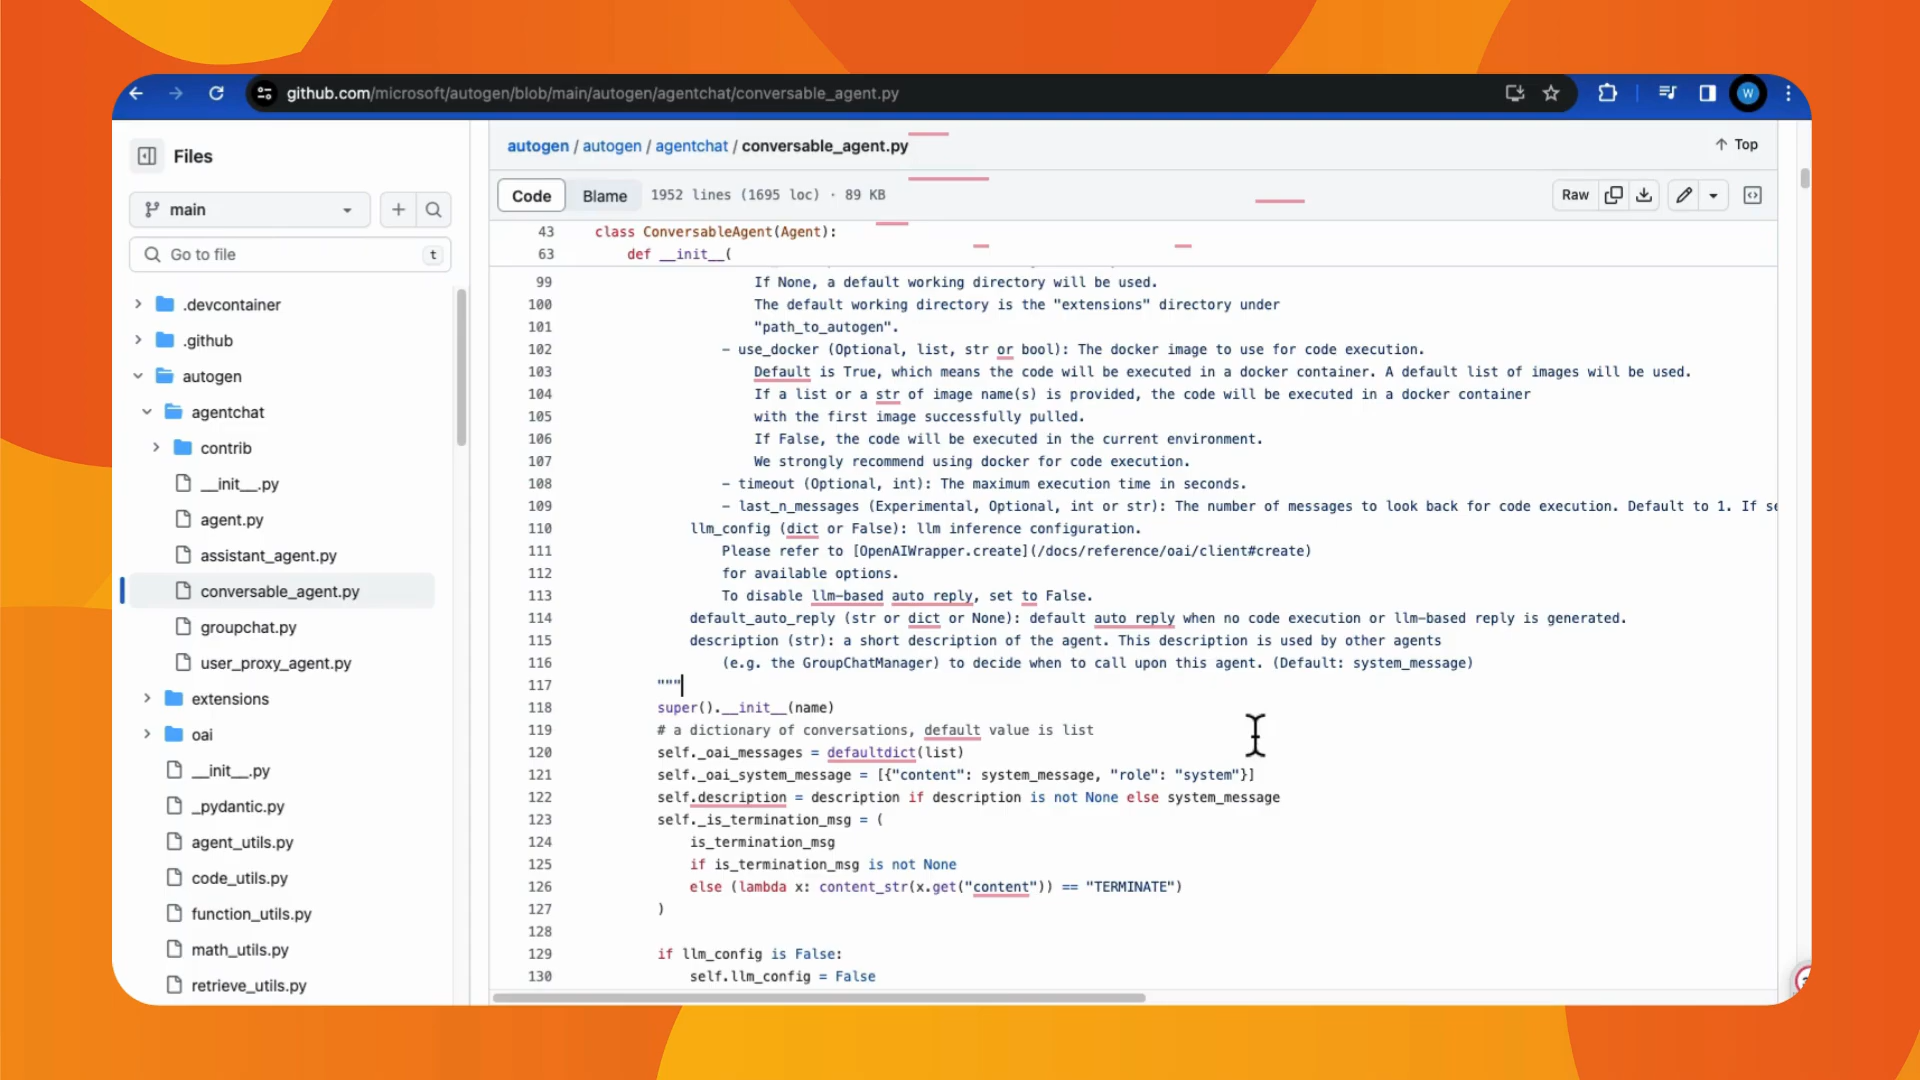 github.com/microsoft/autogen/blob/main/autogen/agentchat/conversable_agent.py
W
Files
main
Go to file
t
.devcontainer
.github
autogen
agentchat
contrib
__init__.py
agent.py
assistant_agent.py
conversable_agent.py
groupchat.py
user_proxy_agent.py
extensions
oai
__init__.py
_pydantic.py
agent_utils.py
code_utils.py
function_utils.py
math_utils.py
retrieve_utils.py
autogen / autogen / agentchat / conversable_agent.py
Top
Code Blame 1952 lines (1695 loc) · 89 KB
Raw
43 class ConversableAgent(Agent):
63 def __init__(
99 If None, a default working directory will be used.
100 The default working directory is the "extensions" directory under
101 "path_to_autogen".
102 - use_docker (Optional, list, str or bool): The docker image to use for code execution.
103 Default is True, which means the code will be executed in a docker container. A default list of images will be used.
104 If a list or a str of image name(s) is provided, the code will be executed in a docker container
105 with the first image successfully pulled.
106 If False, the code will be executed in the current environment.
107 We strongly recommend using docker for code execution.
108 - timeout (Optional, int): The maximum execution time in seconds.
109 - last_n_messages (Experimental, Optional, int or str): The number of messages to look back for code execution. Default to 1. If se
110 llm_config (dict or False): llm inference configuration.
111 Please refer to [OpenAIWrapper.create](/docs/reference/oai/client#create)
112 for available options.
113 To disable llm-based auto reply, set to False.
114 default_auto_reply (str or dict or None): default auto reply when no code execution or llm-based reply is generated.
115 description (str): a short description of the agent. This description is used by other agents
116 (e.g. the GroupChatManager) to decide when to call upon this agent. (Default: system_message)
117 """
118 super().__init__(name)
119 # a dictionary of conversations, default value is list
120 self._oai_messages = defaultdict(list)
121 self._oai_system_message = [{"content": system_message, "role": "system"}]
122 self.description = description if description is not None else system_message
123 self._is_termination_msg = (
124 is_termination_msg
125 if is_termination_msg is not None
126 else (lambda x: content_str(x.get("content")) == "TERMINATE")
127 )
128
129 if llm_config is False:
130 self.llm_config = False